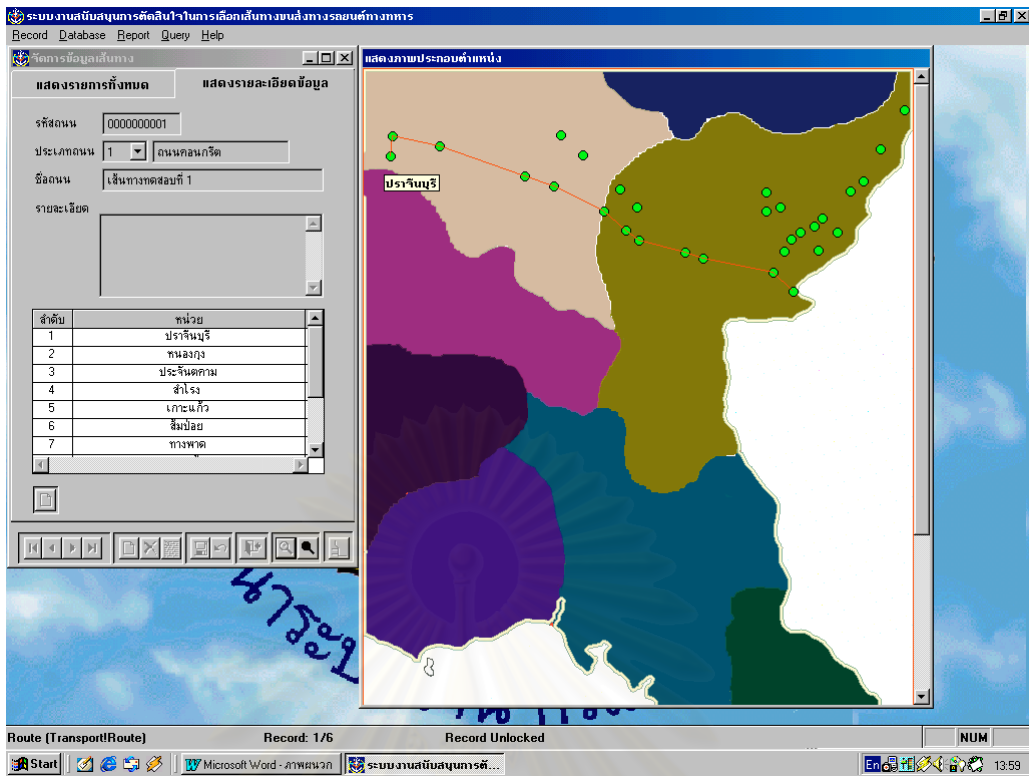 ระบบงานสนับสนุนการตัดสินใจในการเลือกเส้นทางขนส่งทางรถยนต์ทางทหาร
Record Database Report Query Help
จัดการข้อมูลเส้นทาง
แสดงรายการทั้งหมด แสดงรายละเอียดข้อมูล
รหัสถนน 0000000001
ประเภทถนน 1 ถนนคอนกรีต
ชื่อถนน เส้นทางทดสอบที่ 1
รายละเอียด
ลำดับ หน่วย
1 ปราจีนบุรี
2 หนองกุง
3 ประจันตคาม
4 สำโรง
5 เกาะแก้ว
6 ส้มป่อย
7 ทางพาด
แสดงภาพประกอบตำแหน่ง
ปราจีนบุรี
Route (Transport!Route) Record: 1/6 Record Unlocked NUM
Start Microsoft Word - ภาคผนวก ระบบงานสนับสนุนการตั... En 13:59